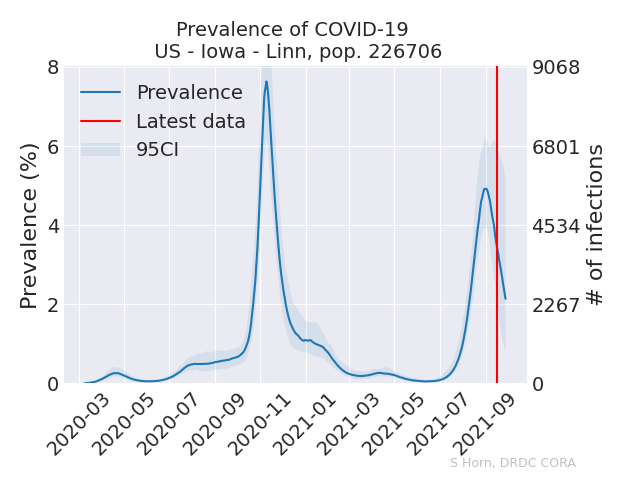 Prevalence of COVID-19
US - Iowa - Linn, pop. 226706
8
6
4
2
0
Prevalence (%)
Prevalence
Latest data
95CI
9068
6801
4534
2267
0
# of infections
2020-03
2020-05
2020-07
2020-09
2020-11
2021-01
2021-03
2021-05
2021-07
2021-09
S Horn, DRDC CORA